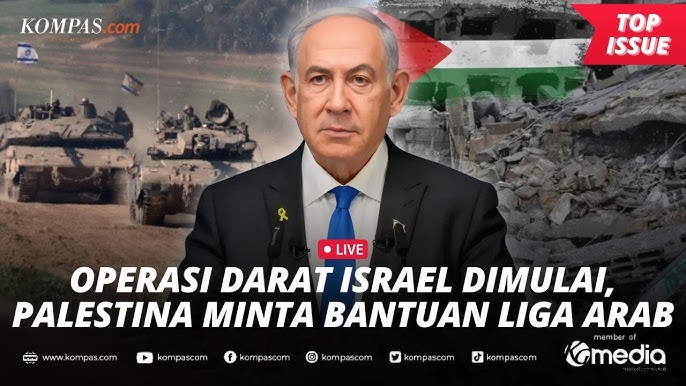 KOMPAS.com
TOP
ISSUE
LIVE
OPERASI DARAT ISRAEL DIMULAI,
PALESTINA MINTA BANTUAN LIGA ARAB
member of
KGmedia
www.kompas.com kompascom kompascom kompascom kompascom kompascom